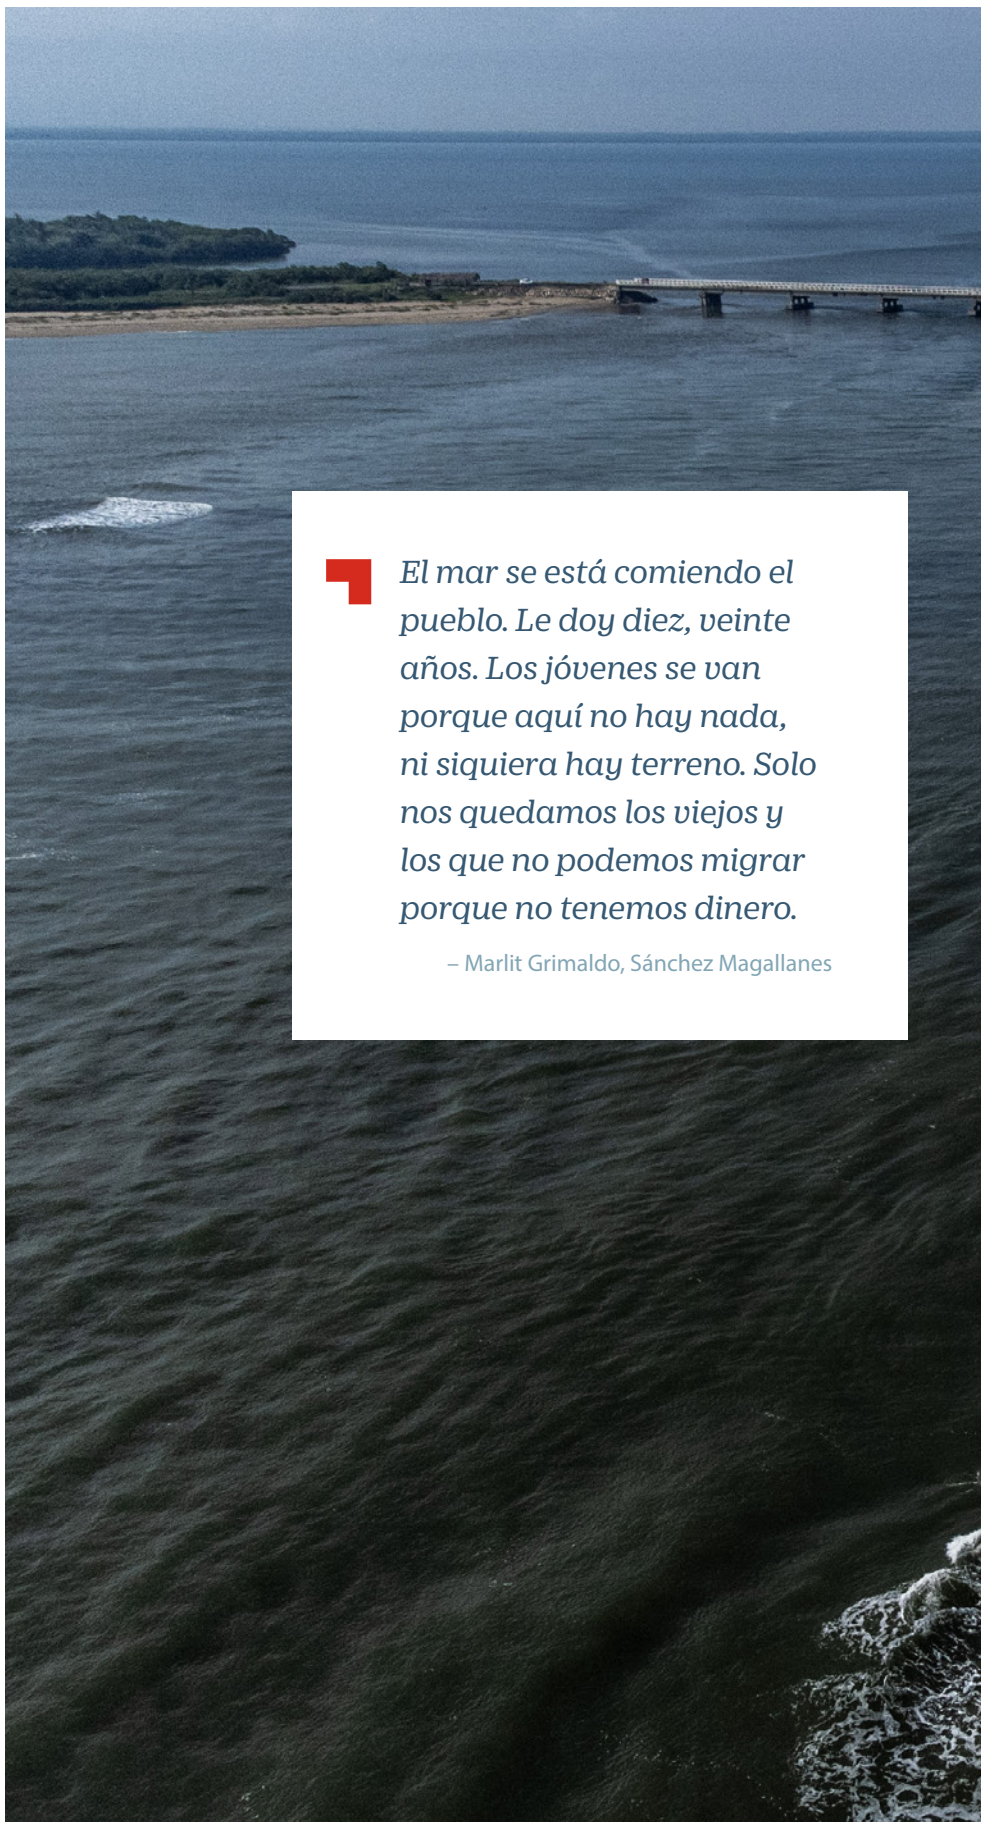 El mar se está comiendo el
pueblo. Le doy diez, veinte
años. Los jóvenes se van
porque aquí no hay nada,
ni siquiera hay terreno. Solo
nos quedamos los viejos y
los que no podemos migrar
porque no tenemos dinero.
– Marlit Grimaldo, Sánchez Magallanes